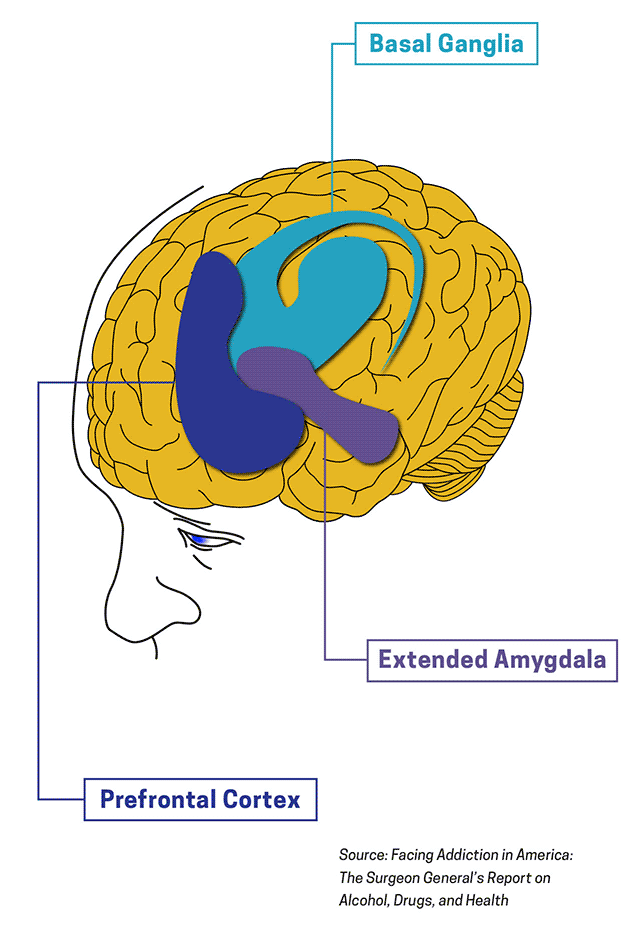 Basal Ganglia
Extended Amygdala
Prefrontal Cortex
Source: Facing Addiction in America:
The Surgeon General's Report on
Alcohol, Drugs, and Health